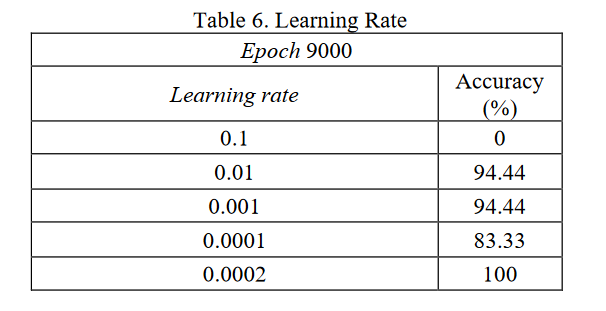 Table 6. Learning Rate
Epoch 9000
Learning rate Accuracy (%)
0.1 0
0.01 94.44
0.001 94.44
0.0001 83.33
0.0002 100